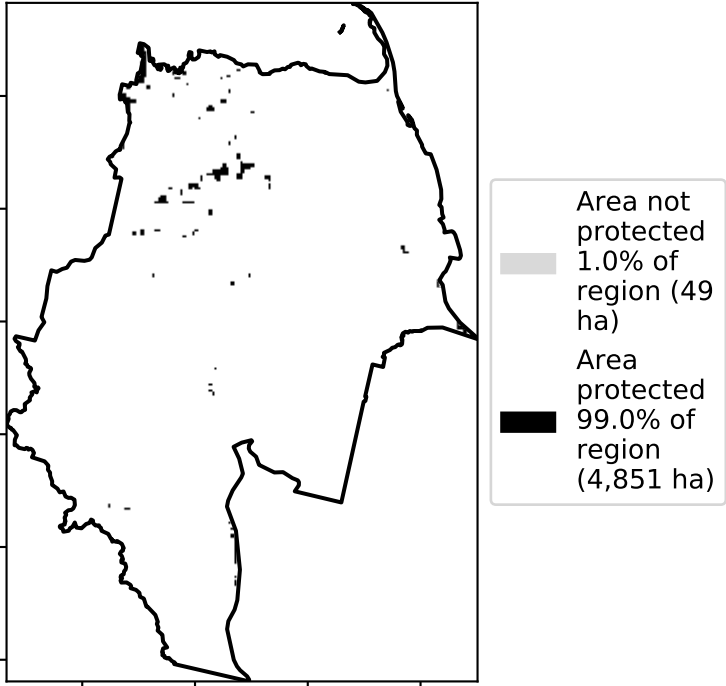 Area not
protected
1.0% of
region (49
ha)
Area
protected
99.0% of
region
(4,851 ha)